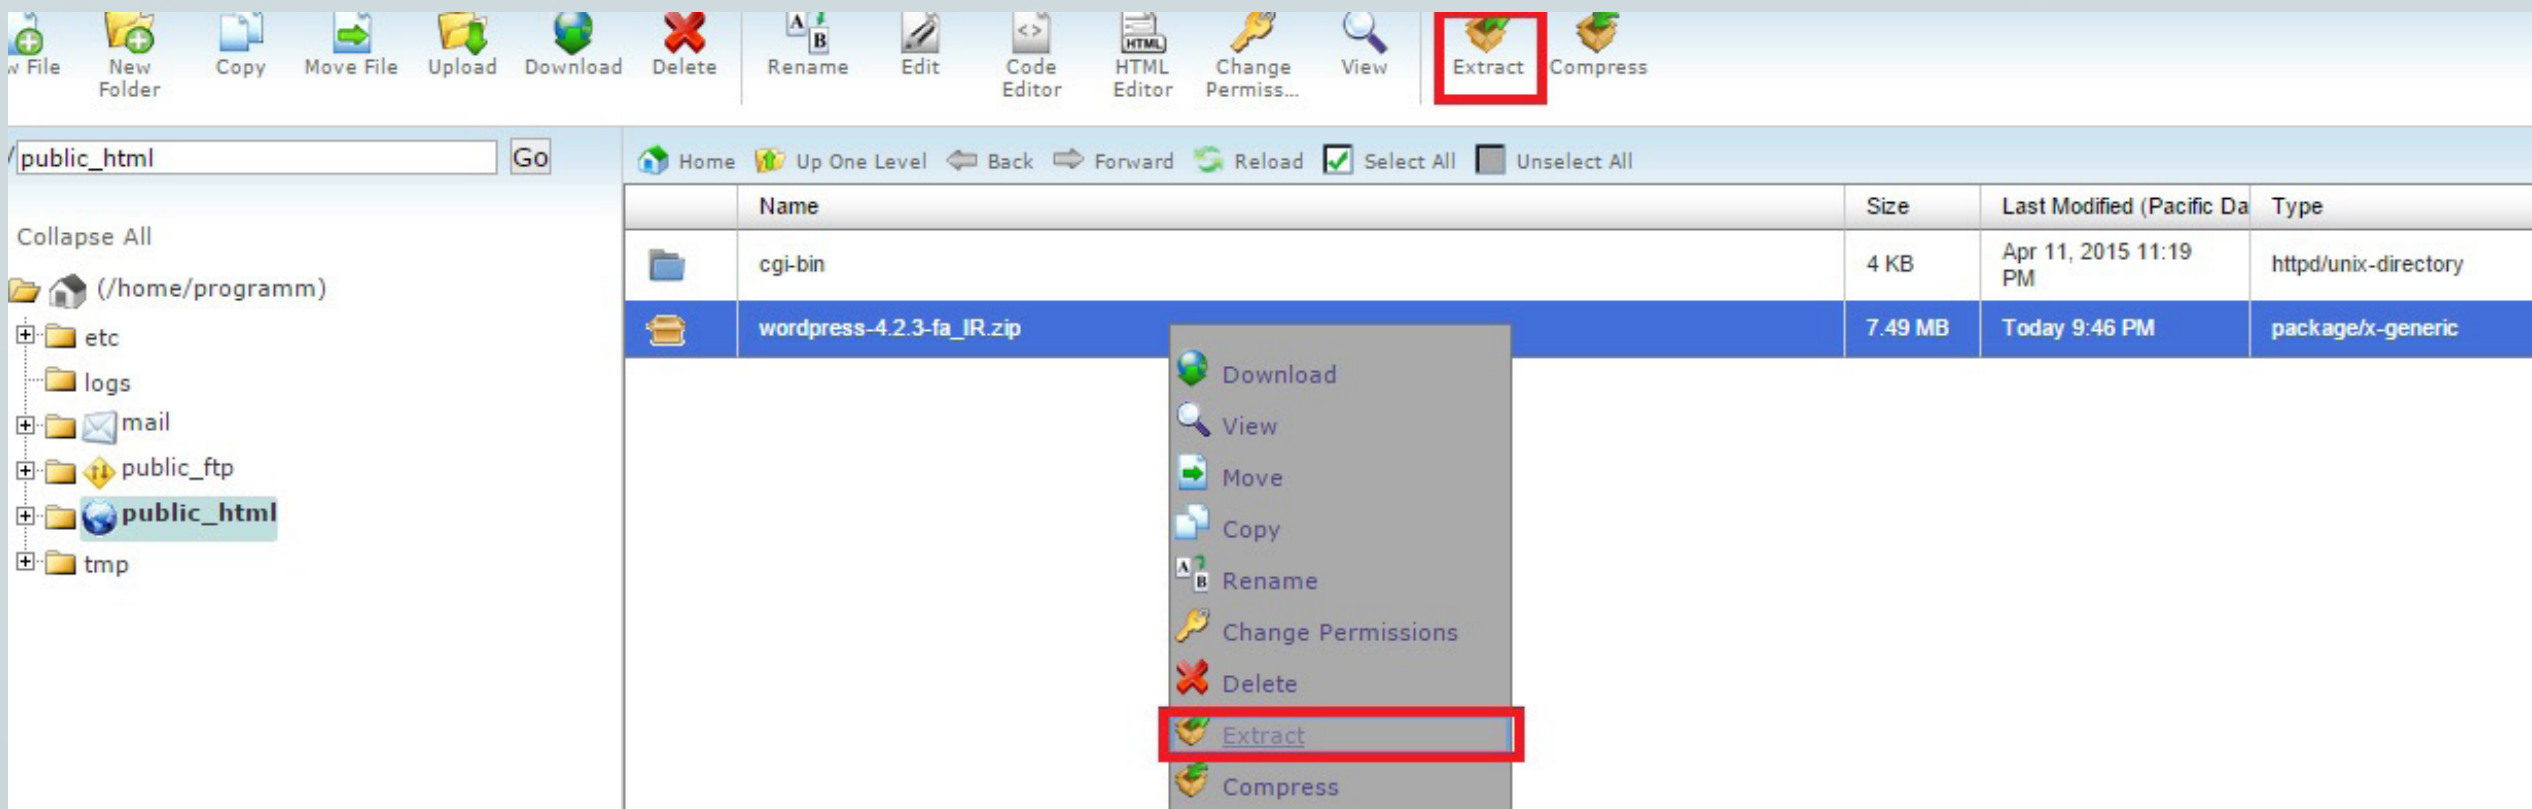 w File
New Folder
Copy
Move File
Upload
Download
Delete
A
B
Rename
Edit
<>
Code Editor
HTML
HTML Editor
Change Permiss...
View
Extract
Compress
/public_html
Go
Home
Up One Level
Back
Forward
Reload
Select All
Unselect All
Collapse All
(/home/programm)
etc
logs
mail
public_ftp
public_html
tmp
Name Size Last Modified (Pacific Da Type
cgi-bin 4 KB Apr 11, 2015 11:19 PM httpd/unix-directory
wordpress-4.2.3-fa_IR.zip 7.49 MB Today 9:46 PM package/x-generic
Download
View
Move
Copy
A
B
Rename
Change Permissions
Delete
Extract
Compress